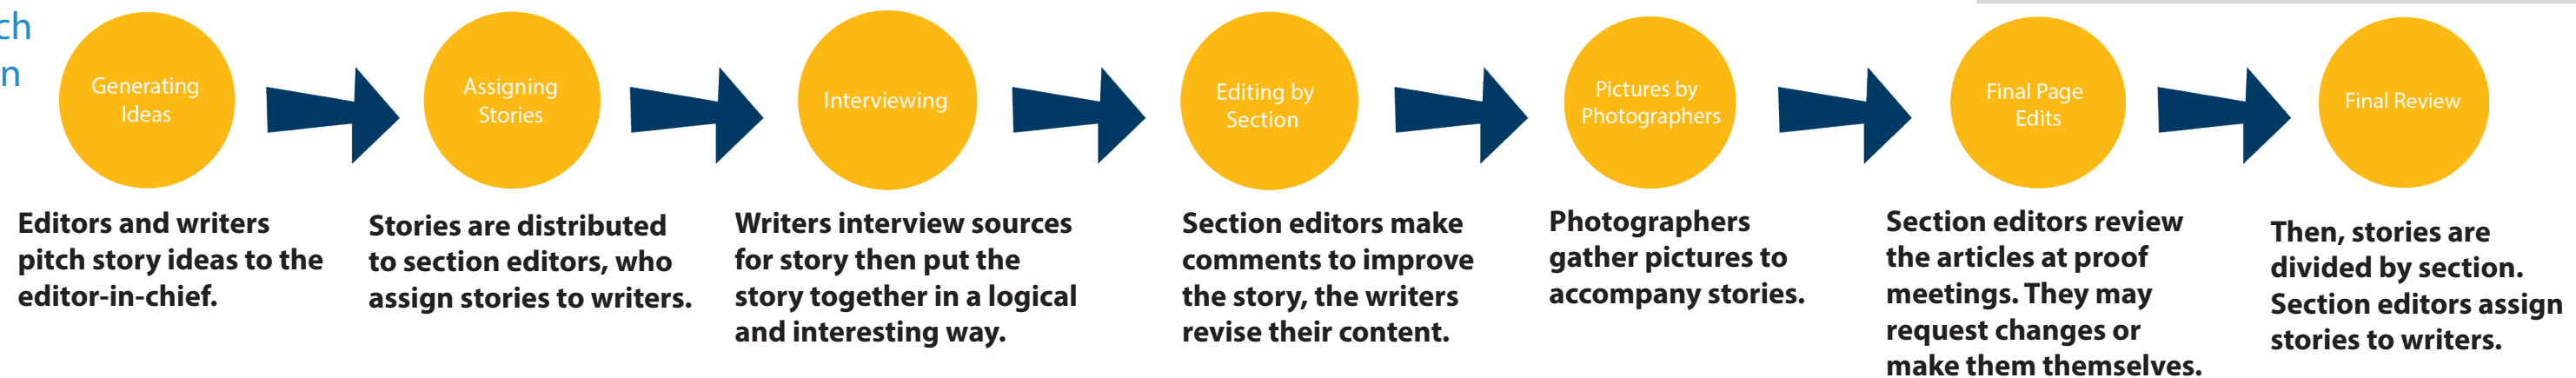 ch
n
Generating
Ideas
Assigning
Stories
Interviewing
Editing by
Section
Pictures by
Photographers
Final Page
Edits
Final Review
Editors and writers
pitch story ideas to the
editor-in-chief.
Stories are distributed
to section editors, who
assign stories to writers.
Writers interview sources
for story then put the
story together in a logical
and interesting way.
Section editors make
comments to improve
the story, the writers
revise their content.
Photographers
gather pictures to
accompany stories.
Section editors review
the articles at proof
meetings. They may
request changes or
make them themselves.
Then, stories are
divided by section.
Section editors assign
stories to writers.